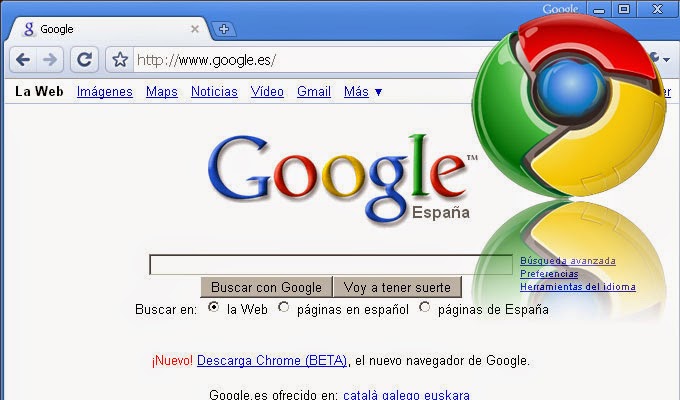 Google
Google
http://www.google.es/
La Web Imágenes Maps Noticias Vídeo Gmail Más ▼
Google™
España
Búsqueda avanzada
Preferencias
Herramientas del idioma
Buscar con Google Voy a tener suerte
Buscar en: la Web páginas en español páginas de España
¡Nuevo! Descarga Chrome (BETA), el nuevo navegador de Google.
Google.es ofrecido en: català galego euskara